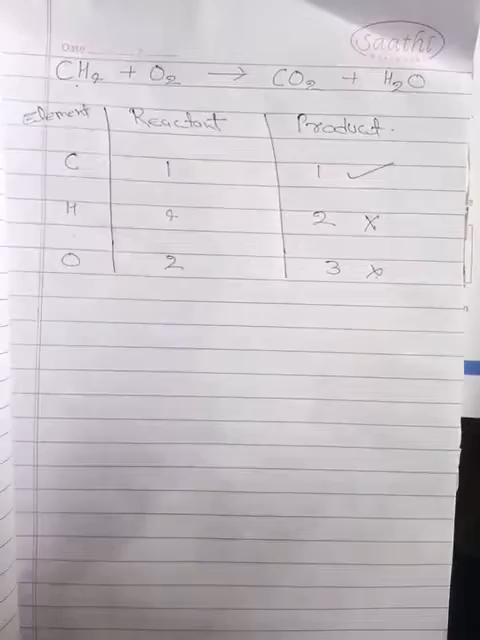 Date
Saathi
CH₄ + O₂ → CO₂ + H₂O
Element Reactant Product.
C 1 1 ✓
H 4 2 ×
O 2 3 ×